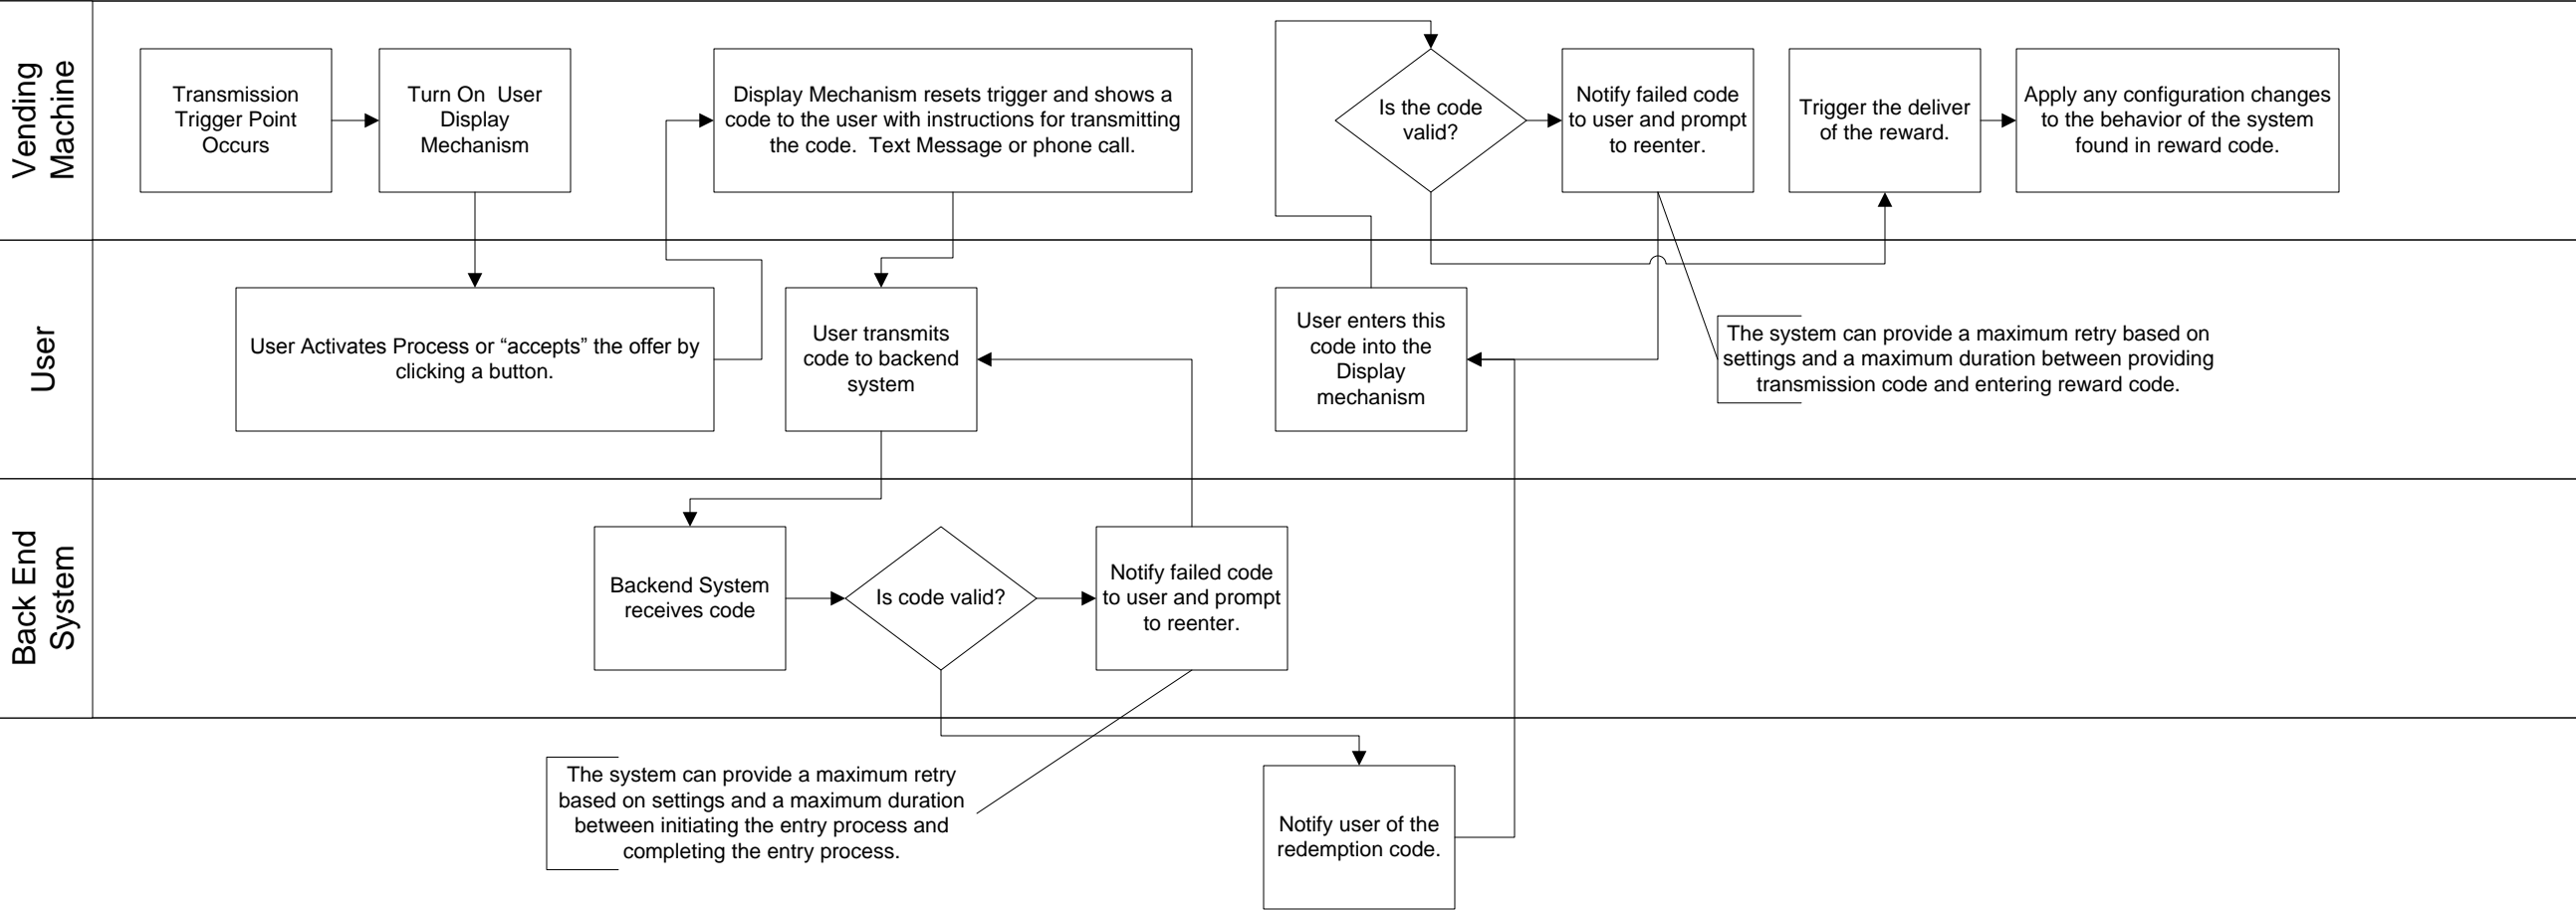 Vending
Machine
Transmission
Trigger Point
Occurs
Turn On  User
Display
Mechanism
Display Mechanism resets trigger and shows a
code to the user with instructions for transmitting
the code.  Text Message or phone call.
Is the code
valid?
Notify failed code
to user and prompt
to reenter.
Trigger the deliver
of the reward.
Apply any configuration changes
to the behavior of the system
found in reward code.
User
User Activates Process or “accepts” the offer by
clicking a button.
User transmits
code to backend
system
User enters this
code into the
Display
mechanism
The system can provide a maximum retry based on
settings and a maximum duration between providing
transmission code and entering reward code.
Back End
System
Backend System
receives code
Is code valid?
Notify failed code
to user and prompt
to reenter.
The system can provide a maximum retry
based on settings and a maximum duration
between initiating the entry process and
completing the entry process.
Notify user of the
redemption code.